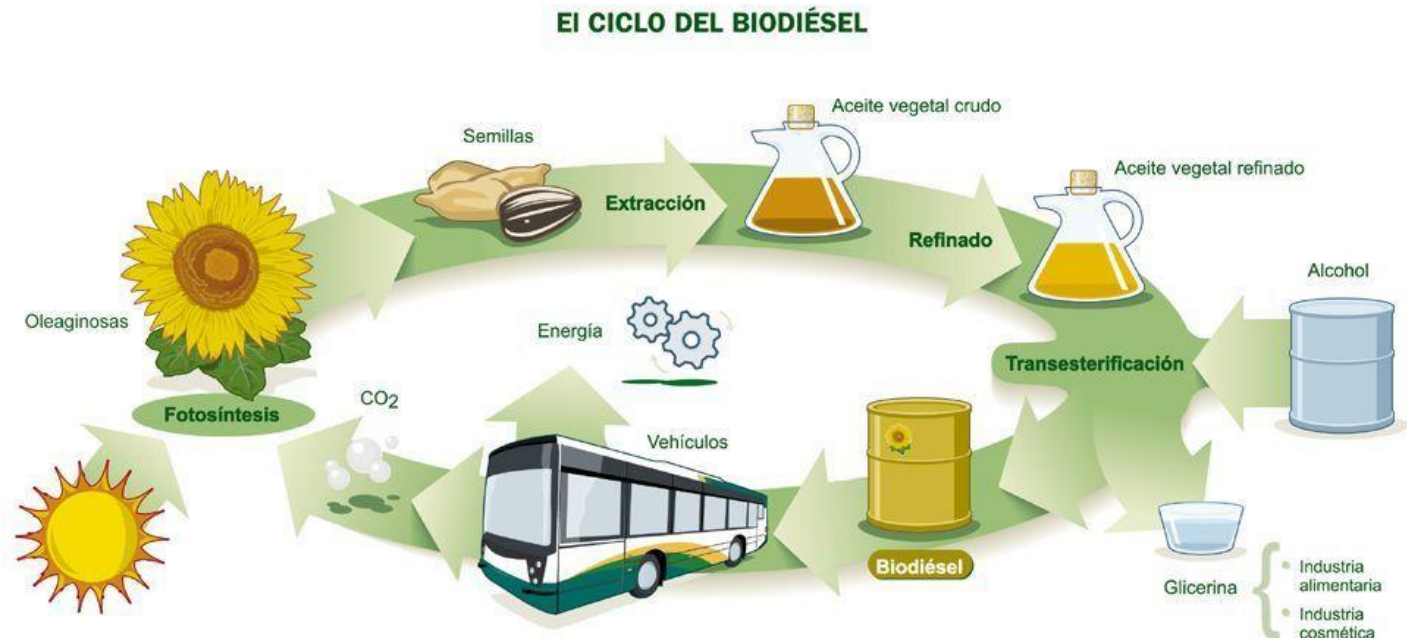 El CICLO DEL BIODIÉSEL
Aceite vegetal crudo
Semillas
Aceite vegetal refinado
Extracción
Refinado
Alcohol
Oleaginosas
Energía
Transesterificación
CO2
Fotosíntesis
Vehículos
Biodiésel
Glicerina
• Industria
alimentaria
• Industria
cosmética